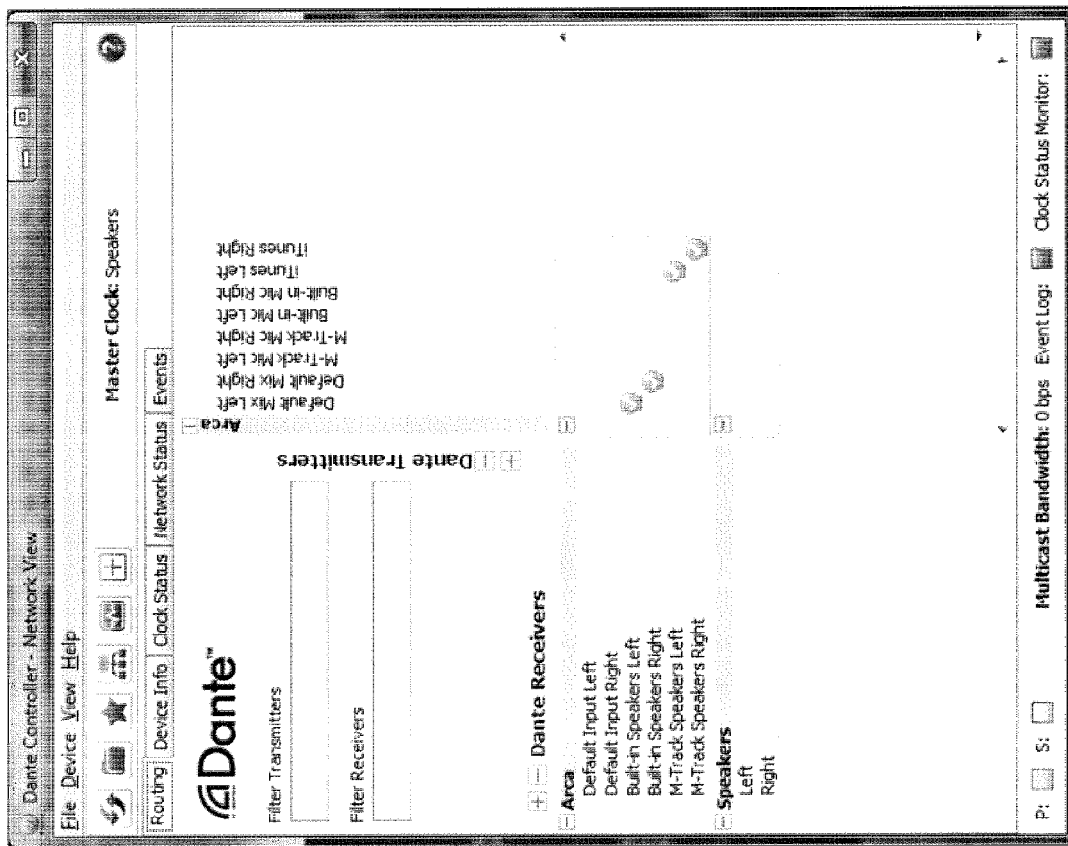 Dante Controller - Network View
File Device View Help
Master Clock: Speakers
Routing Device Info Clock Status Network Status Events
Dante™
Filter Transmitters
Filter Receivers
Dante Transmitters
Arca
Default Mix Left
Default Mix Right
M-Track Mic Left
M-Track Mic Right
Built-in Mic Left
Built-in Mic Right
iTunes Left
iTunes Right
Dante Receivers
Arca
Default Input Left
Default Input Right
Built-in Speakers Left
Built-in Speakers Right
M-Track Speakers Left
M-Track Speakers Right
Speakers
Left
Right
P: S: Multicast Bandwidth: 0 bps Event Log: Clock Status Monitor: